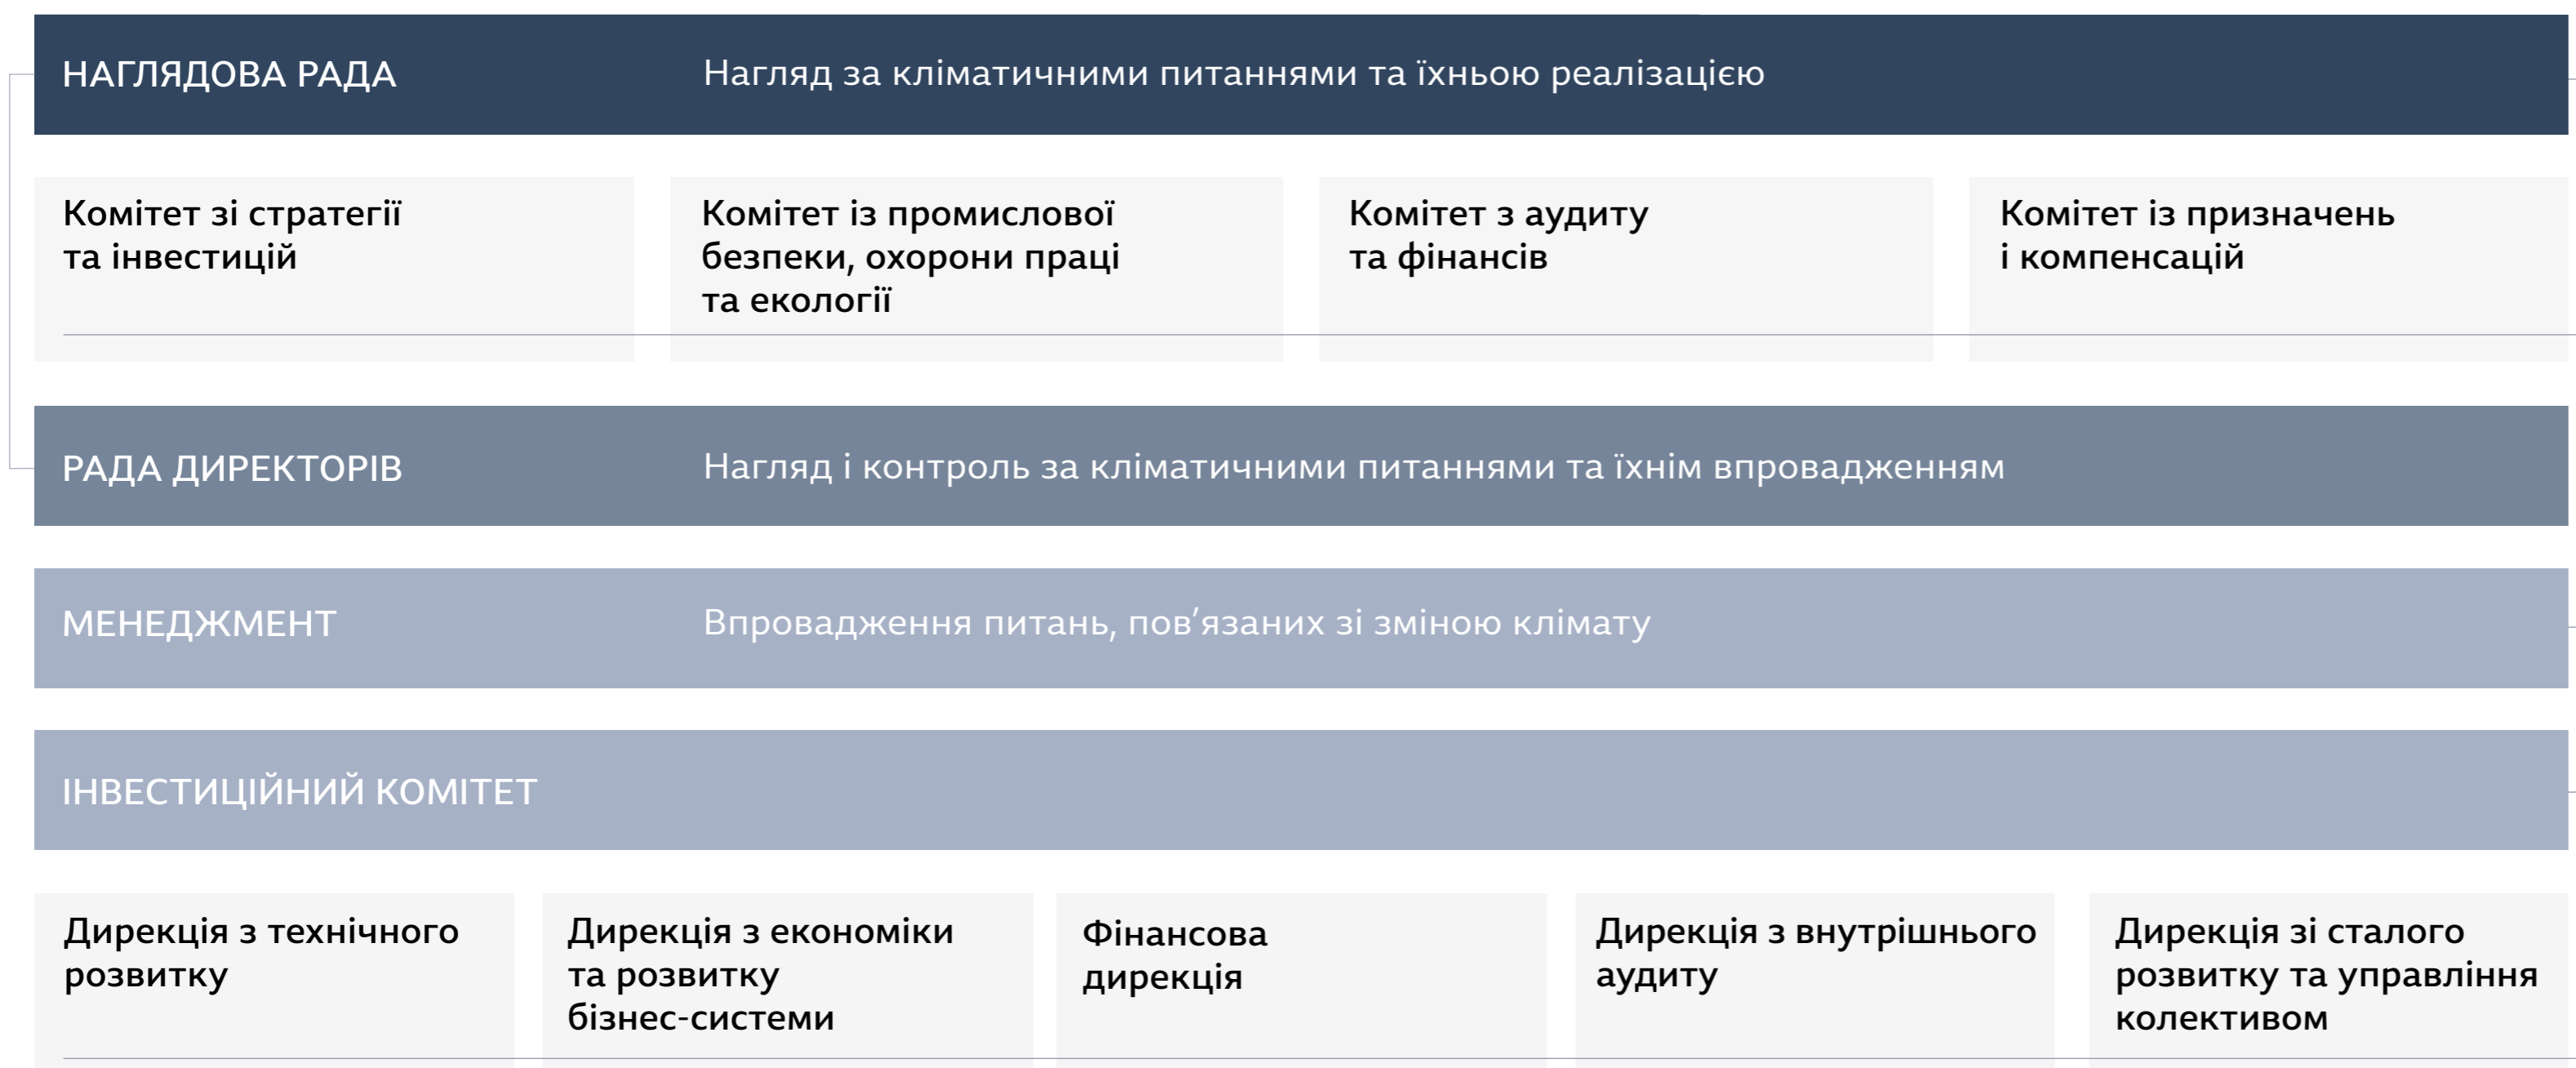 НАГЛЯДОВА РАДА
Нагляд за кліматичними питаннями та їхньою реалізацією
Комітет зі стратегії
та інвестицій
Комітет із промислової
безпеки, охорони праці
та екології
Комітет з аудиту
та фінансів
Комітет із призначень
і компенсацій
РАДА ДИРЕКТОРІВ
Нагляд і контроль за кліматичними питаннями та їхнім впровадженням
МЕНЕДЖМЕНТ
Впровадження питань, пов’язаних зі зміною клімату
ІНВЕСТИЦІЙНИЙ КОМІТЕТ
Дирекція з технічного
розвитку
Дирекція з економіки
та розвитку
бізнес-системи
Фінансова
дирекція
Дирекція з внутрішнього
аудиту
Дирекція зі сталого
розвитку та управління
колективом